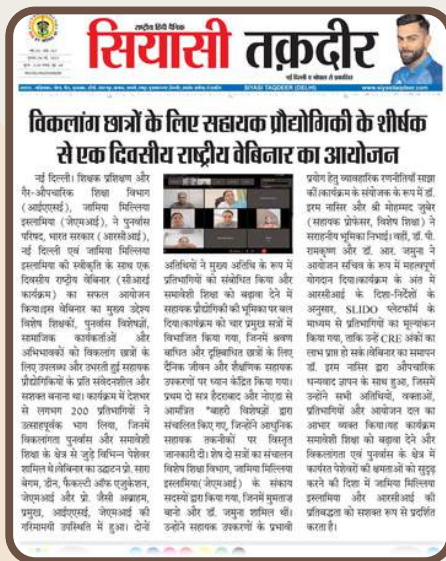 राष्ट्रीय हिंदी दैनिक
सियासी तक़दीर
नई दिल्ली व भोपाल से प्रकाशित
SIYASI TAQDEER (DELHI)
विकलांग छात्रों के लिए सहायक प्रौद्योगिकी के शीर्षक
से एक दिवसीय राष्ट्रीय वेबिनार का आयोजन
नई दिल्ली। शिक्षक प्रशिक्षण और
गैर-औपचारिक शिक्षा विभाग
(आईएएसई), जामिया मिल्लिया
इस्लामिया (जेएमआई), ने पुनर्वास
परिषद, भारत सरकार (आरसीआई),
नई दिल्ली एवं जामिया मिल्लिया
इस्लामिया की स्वीकृति के साथ एक
दिवसीय राष्ट्रीय वेबिनार (सीआरई
कार्यक्रम) का सफल आयोजन
किया।इस वेबिनार का मुख्य उद्देश्य
विशेष शिक्षकों, पुनर्वास विशेषज्ञों,
सामाजिक कार्यकर्ताओं और
अभिभावकों को विकलांग छात्रों के
लिए उपलब्ध और उभरती हुई सहायक
प्रौद्योगिकियों के प्रति संवेदनशील और
सशक्त बनाना था। कार्यक्रम में देशभर
से लगभग 200 प्रतिभागियों ने
उत्साहपूर्वक भाग लिया, जिनमें
विकलांगता पुनर्वास और समावेशी
शिक्षा के क्षेत्र से जुड़े विभिन्न पेशेवर
शामिल थे।वेबिनार का उद्घाटन प्रो. सारा
बेगम, डीन, फैकल्टी ऑफ एजुकेशन,
जेएमआई और प्रो. जैसी अब्राहम,
प्रमुख, आईएएसई, जेएमआई की
गरिमामयी उपस्थिति में हुआ। दोनों
अतिथियों ने मुख्य अतिथि के रूप में
प्रतिभागियों को संबोधित किया और
समावेशी शिक्षा को बढ़ावा देने में
सहायक प्रौद्योगिकी की भूमिका पर बल
दिया।कार्यक्रम को चार प्रमुख सत्रों में
विभाजित किया गया, जिनमें श्रवण
बाधित और दृष्टिबाधित छात्रों के लिए
दैनिक जीवन और शैक्षणिक सहायक
उपकरणों पर ध्यान केंद्रित किया गया।
प्रथम दो सत्र हैदराबाद और नोएडा से
आमंत्रित "बाहरी विशेषज्ञों द्वारा
संचालित किए गए, जिन्होंने आधुनिक
सहायक तकनीकों पर विस्तृत
जानकारी दी। शेष दो सत्रों का संचालन
विशेष शिक्षा विभाग, जामिया मिल्लिया
इस्लामिया(जेएमआई) के संकाय
सदस्यों द्वारा किया गया, जिनमें मुमताज़
बानो और डॉ. जमुना शामिल थीं।
उन्होंने सहायक उपकरणों के प्रभावी
प्रयोग हेतु व्यावहारिक रणनीतियाँ साझा
कीं।कार्यक्रम के संयोजक के रूप में डॉ.
इरम नासिर और श्री मोहम्मद जुबेर
(सहायक प्रोफेसर, विशेष शिक्षा) ने
सराहनीय भूमिका निभाई। वहीं, डॉ. पी.
रामकृष्ण और डॉ. आर. जमुना ने
आयोजन सचिव के रूप में महत्वपूर्ण
योगदान दिया।कार्यक्रम के अंत में
आरसीआई के दिशा-निर्देशों के
अनुसार, SLIDO प्लेटफॉर्म के
माध्यम से प्रतिभागियों का मूल्यांकन
किया गया, ताकि उन्हें CRE अंकों का
लाभ प्राप्त हो सके।वेबिनार का समापन
डॉ. इरम नासिर द्वारा औपचारिक
धन्यवाद ज्ञापन के साथ हुआ, जिसमें
उन्होंने सभी अतिथियों, वक्ताओं,
प्रतिभागियों और आयोजन दल का
आभार व्यक्त किया।यह कार्यक्रम
समावेशी शिक्षा को बढ़ावा देने और
विकलांगता एवं पुनर्वास के क्षेत्र में
कार्यरत पेशेवरों की क्षमताओं को सुदृढ़
करने की दिशा में जामिया मिल्लिया
इस्लामिया और आरसीआई की
प्रतिबद्धता को सशक्त रूप से प्रदर्शित
करता है।